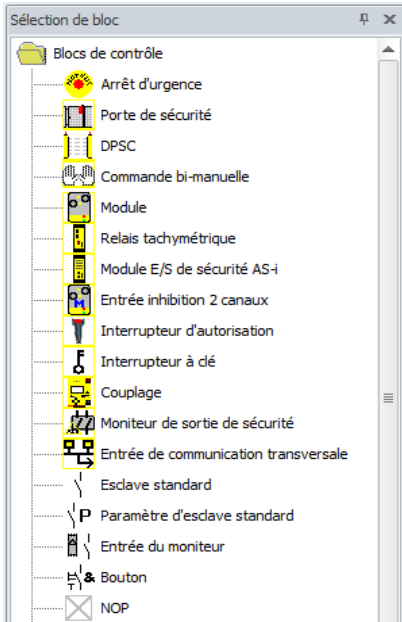 Sélection de bloc
Blocs de contrôle
Arrêt d'urgence
Porte de sécurité
DPSC
Commande bi-manuelle
Module
Relais tachymétrique
Module E/S de sécurité AS-i
M
Entrée inhibition 2 canaux
Interrupteur d'autorisation
Interrupteur à clé
Couplage
Moniteur de sortie de sécurité
Entrée de communication transversale
Esclave standard
P Paramètre d'esclave standard
Entrée du moniteur
& Bouton
NOP